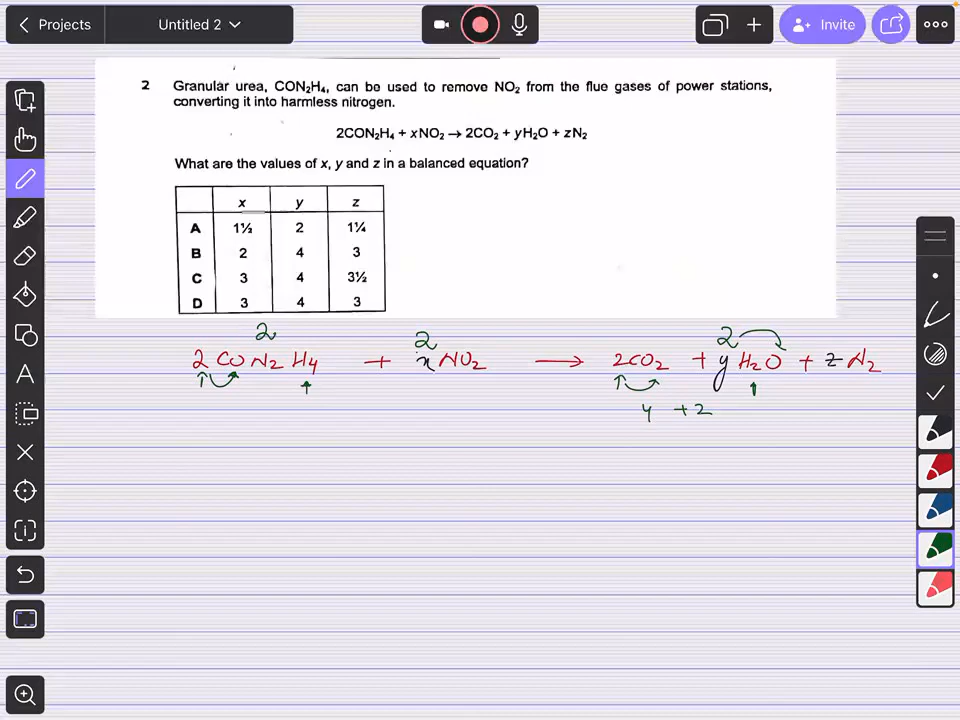 Projects
Untitled 2
Invite
2 Granular urea, CON₂H₄, can be used to remove NO₂ from the flue gases of power stations,
converting it into harmless nitrogen.
2CON₂H₄ + xNO₂ → 2CO₂ + yH₂O + zN₂
What are the values of x, y and z in a balanced equation?
x y z
A 1½ 2 1¼
B 2 4 3
C 3 4 3½
D 3 4 3
2 2 2
2 CO N2 H4 + x NO2 → 2CO2 + y H2O + z N2
4 + 2
A